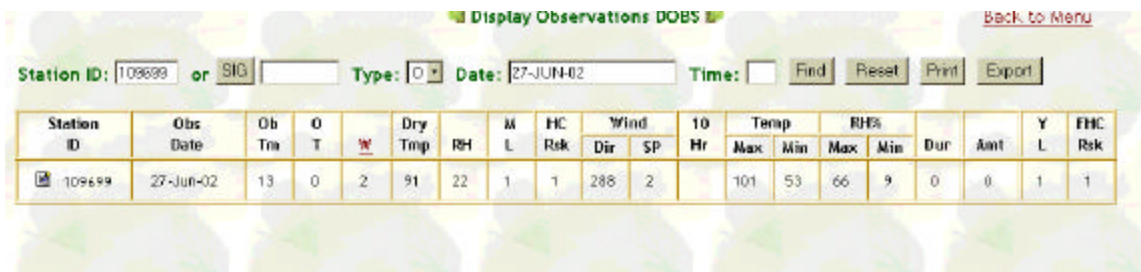 Display Observations DOBS
Back to Menu
Station ID: 109699 or SIG Type: O Date: 27-JUN-02 Time: Find Reset Print Export
Station ID Obs Date Ob Tm O T W Dry Tmp RH M L HC Rsk Wind Dir SP 10 Hr Temp Max Min RH% Max Min Dur Amt Y L FHC Rsk
109699 27-Jun-02 13 O 2 91 22 1 1 288 2 101 53 66 9 0 0 1 1